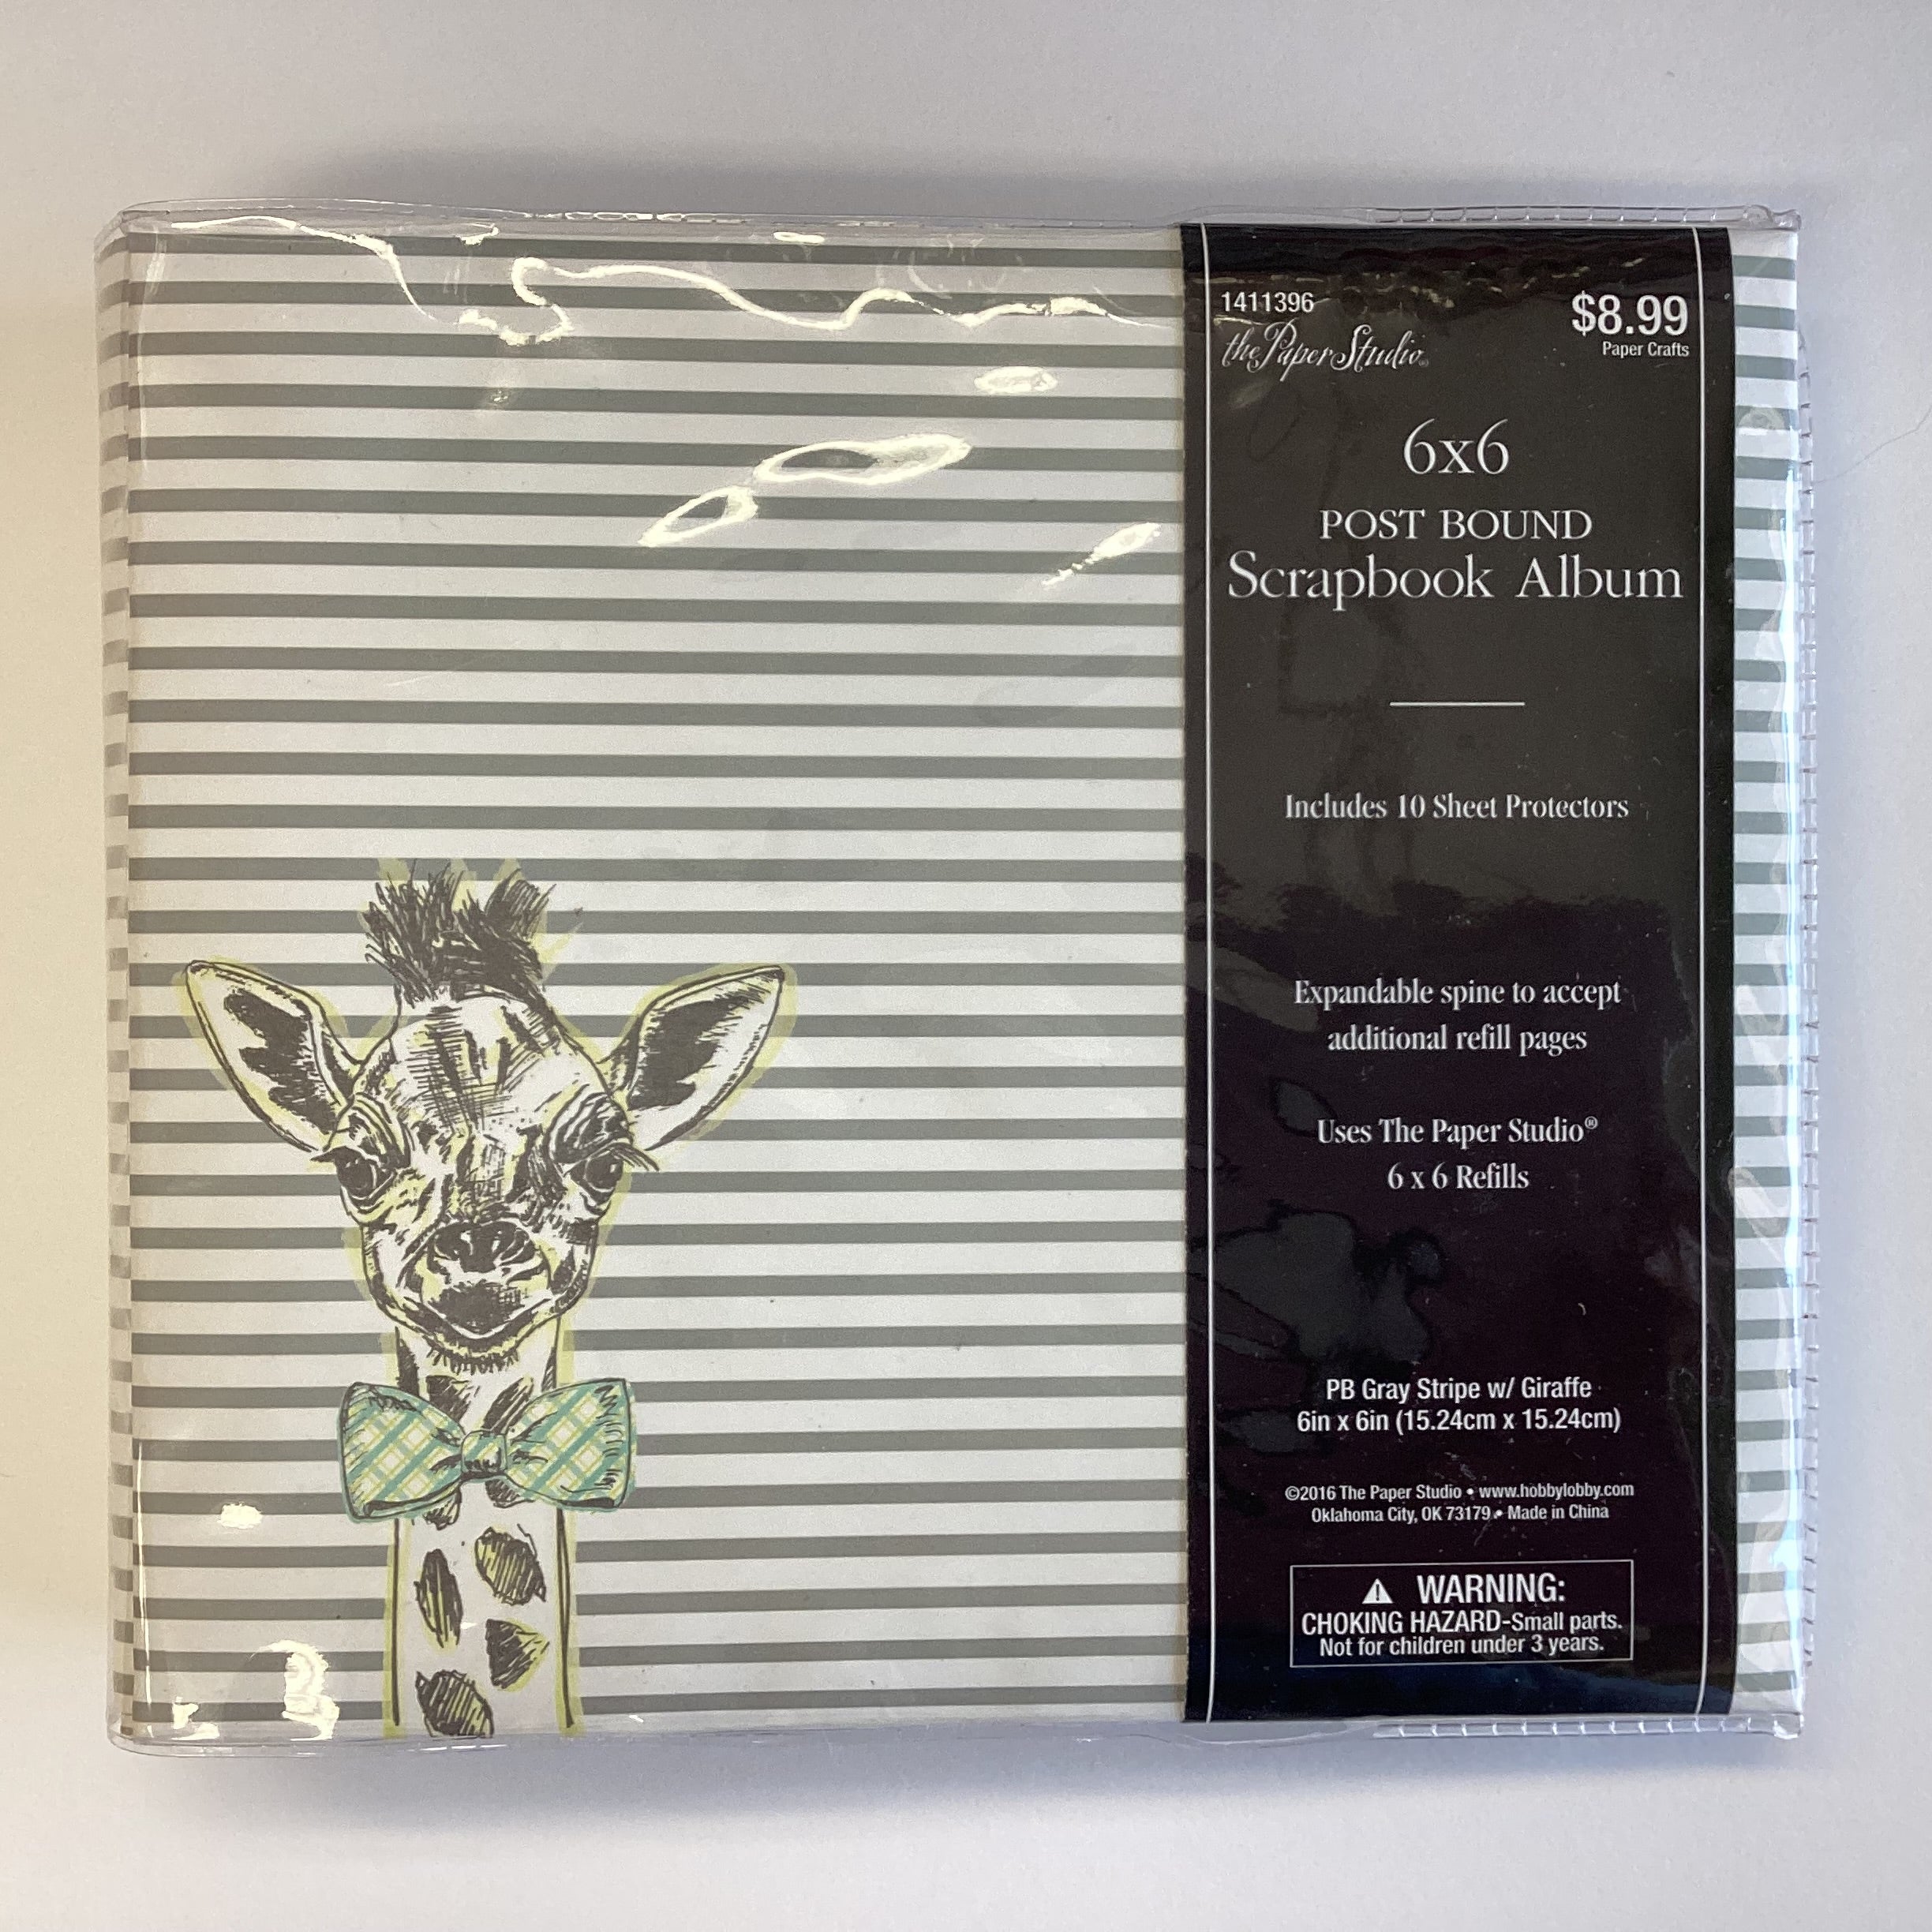 1411396
$8.99
the Paper Studio®
Paper Crafts
6x6
POST BOUND
Scrapbook Album
Includes 10 Sheet Protectors
Expandable spine to accept
additional refill pages
Uses The Paper Studio®
6 x 6 Refills
PB Gray Stripe w/ Giraffe
6in x 6in (15.24cm x 15.24cm)
©2016 The Paper Studio • www.hobbylobby.com
Oklahoma City, OK 73179 • Made in China
WARNING:
CHOKING HAZARD-Small parts.
Not for children under 3 years.